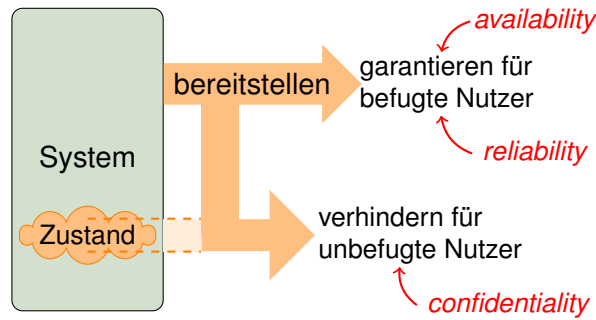 availability
bereitstellen
garantieren für
befugte Nutzer
reliability
System
Zustand
verhindern für
unbefugte Nutzer
confidentiality